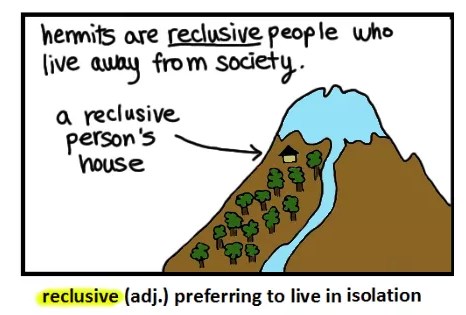 hermits are reclusive people who
live away from society.
a reclusive
person's
house
reclusive (adj.) preferring to live in isolation